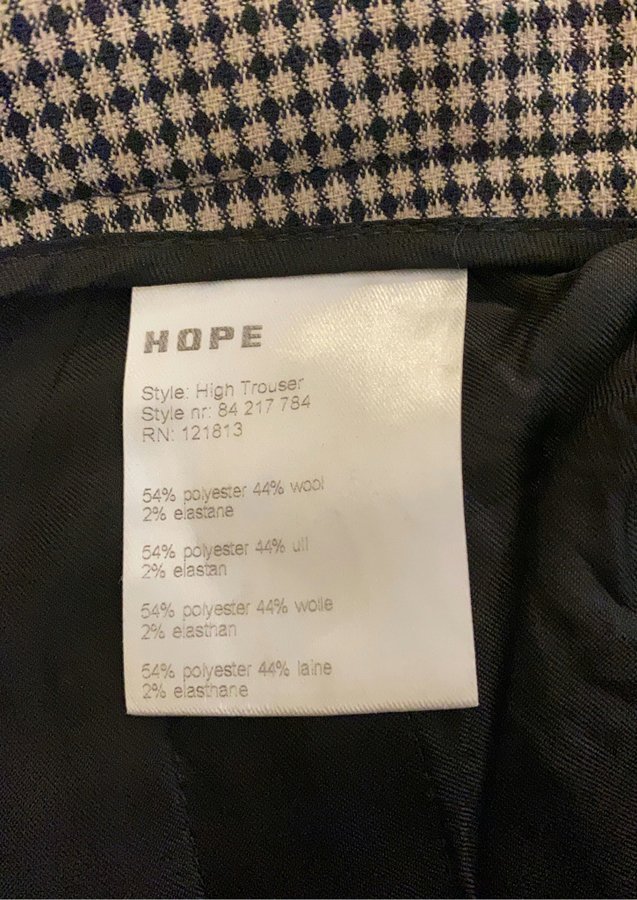 HOPE
Style: High Trouser
Style nr: 84 217 784
RN: 121813
54% polyester 44% wool
2% elastane
54% polyester 44% ull
2% elastan
54% polyester 44% wolle
2% elasthan
54% polyester 44% laine
2% elasthane